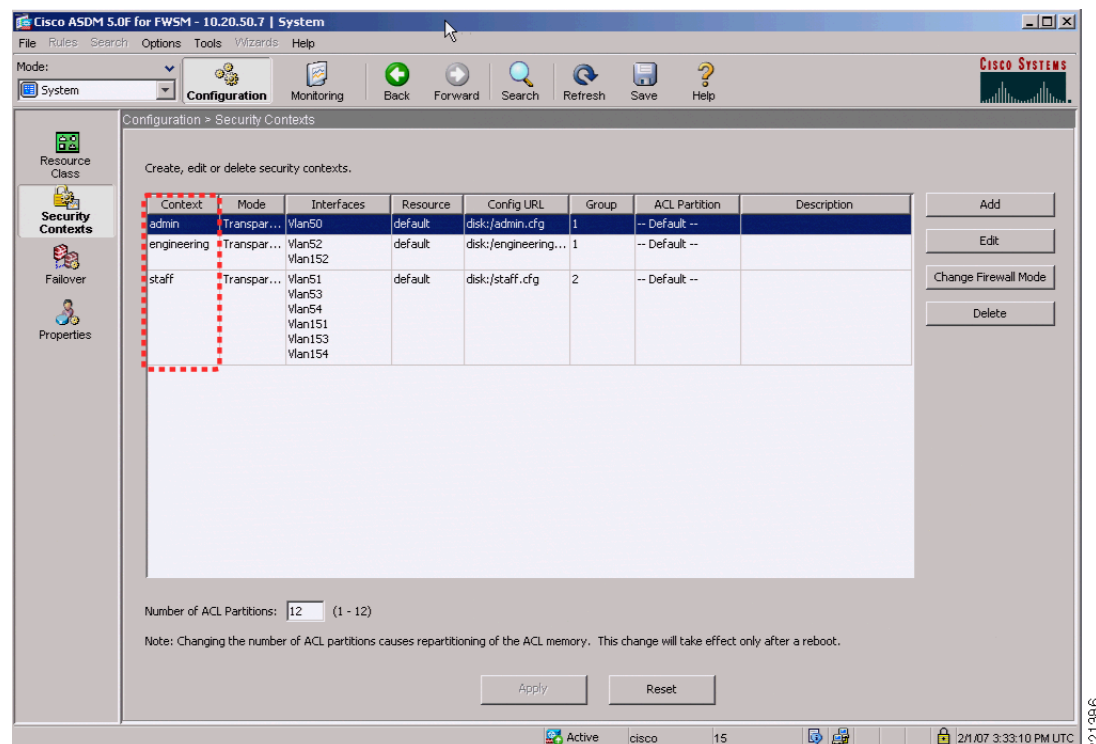 Cisco ASDM 5.0F for FWSM - 10.20.50.7 | System
File Rules Search Options Tools Wizards Help
Mode:
System
Configuration Monitoring Back Forward Search Refresh Save Help
CISCO SYSTEMS
Configuration > Security Contexts
Resource
Class
Security
Contexts
Failover
Properties
Create, edit or delete security contexts.
Context Mode Interfaces Resource Config URL Group ACL Partition Description
admin Transpar... Vlan50 default disk:/admin.cfg 1 -- Default --
engineering Transpar... Vlan52 default disk:/engineering... 1 -- Default --
Vlan152
staff Transpar... Vlan51 default disk:/staff.cfg 2 -- Default --
Vlan53
Vlan54
Vlan151
Vlan153
Vlan154
Add
Edit
Change Firewall Mode
Delete
Number of ACL Partitions: 12 (1 - 12)
Note: Changing the number of ACL partitions causes repartitioning of the ACL memory. This change will take effect only after a reboot.
Apply Reset
Active cisco 15 2/1/07 3:33:10 PM UTC